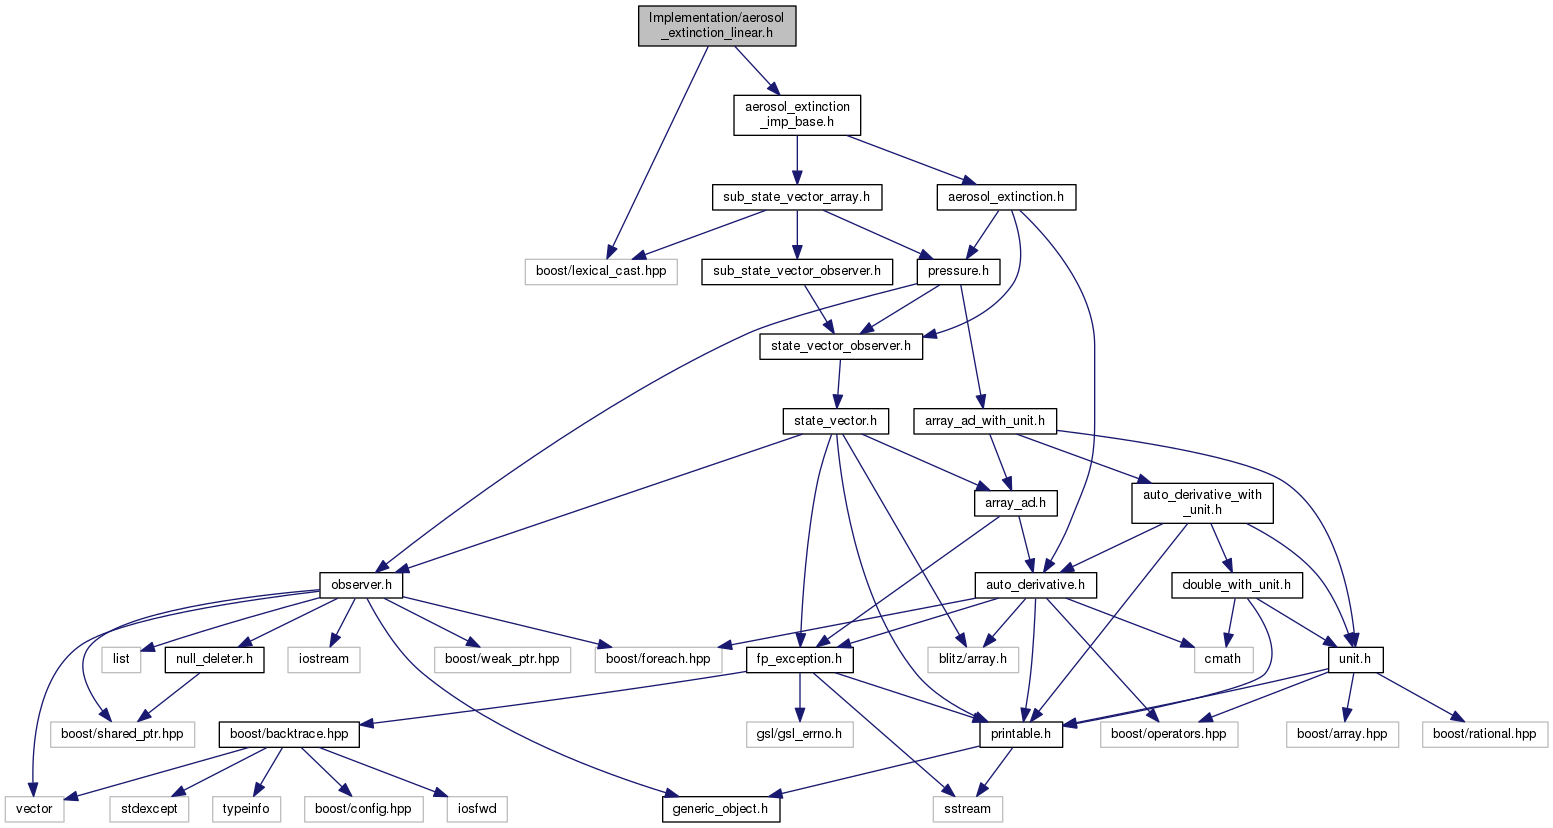 Implementation/aerosol
_extinction_linear.h
aerosol_extinction
_imp_base.h
sub_state_vector_array.h
aerosol_extinction.h
boost/lexical_cast.hpp
sub_state_vector_observer.h
pressure.h
state_vector_observer.h
state_vector.h
array_ad_with_unit.h
array_ad.h
auto_derivative_with
_unit.h
observer.h
auto_derivative.h
double_with_unit.h
list
null_deleter.h
iostream
boost/weak_ptr.hpp
boost/foreach.hpp
fp_exception.h
blitz/array.h
cmath
unit.h
boost/shared_ptr.hpp
boost/backtrace.hpp
gsl/gsl_errno.h
printable.h
boost/operators.hpp
boost/array.hpp
boost/rational.hpp
vector
stdexcept
typeinfo
boost/config.hpp
iosfwd
generic_object.h
sstream